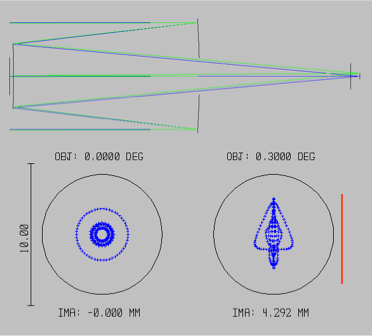 OBJ: 0.0000 DEG
OBJ: 0.3000 DEG
10.00
IMA: -0.000 MM
IMA: 4.292 MM